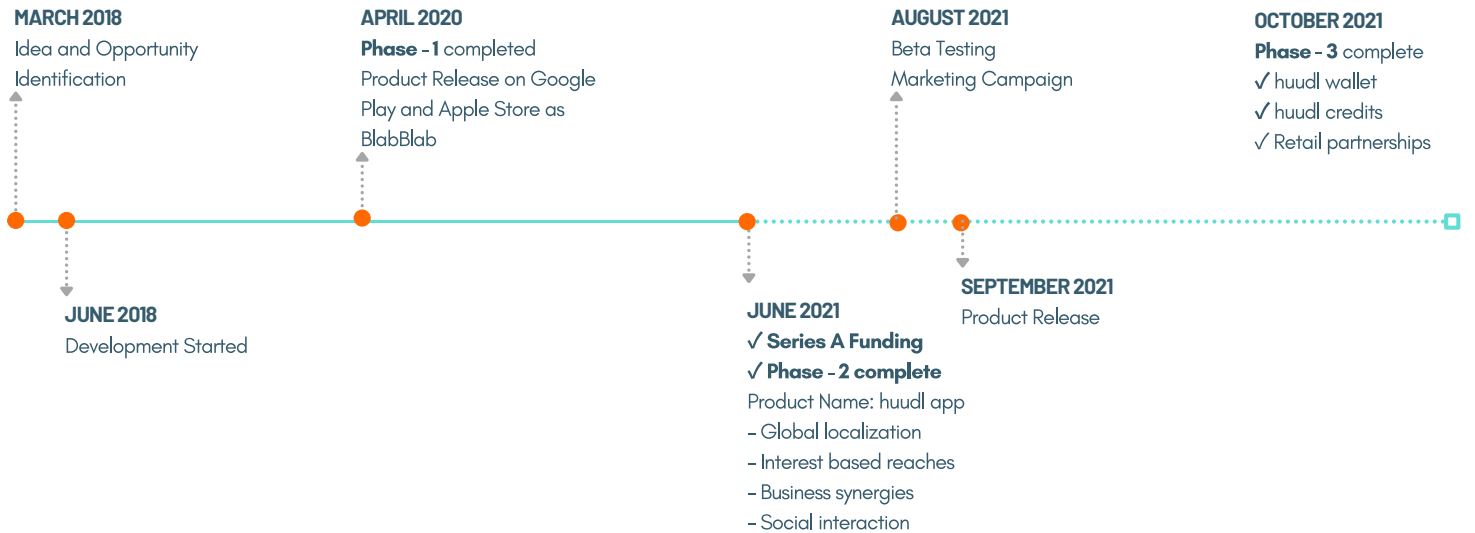 MARCH 2018
Idea and Opportunity
Identification
APRIL 2020
Phase - 1 completed
Product Release on Google
Play and Apple Store as
BlabBlab
AUGUST 2021
Beta Testing
Marketing Campaign
OCTOBER 2021
Phase - 3 complete
✓ huudl wallet
✓ huudl credits
✓ Retail partnerships
JUNE 2018
Development Started
JUNE 2021
✓ Series A Funding
✓ Phase - 2 complete
Product Name: huudl app
- Global localization
- Interest based reaches
- Business synergies
- Social interaction
SEPTEMBER 2021
Product Release